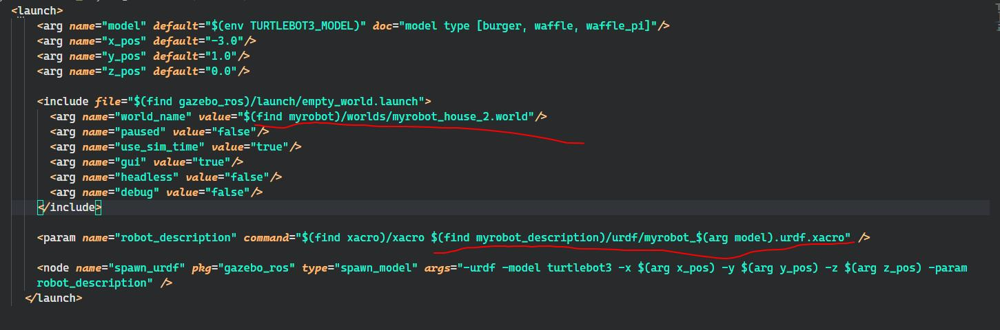 <launch>
<arg name="model" default="$(env TURTLEBOT3_MODEL)" doc="model type [burger, waffle, waffle_pi]"/>
<arg name="x_pos" default="-3.0"/>
<arg name="y_pos" default="1.0"/>
<arg name="z_pos" default="0.0"/>
<include file="$(find gazebo_ros)/launch/empty_world.launch">
<arg name="world_name" value="$(find myrobot)/worlds/myrobot_house_2.world"/>
<arg name="paused" value="false"/>
<arg name="use_sim_time" value="true"/>
<arg name="gui" value="true"/>
<arg name="headless" value="false"/>
<arg name="debug" value="false"/>
</include>
<param name="robot_description" command="$(find xacro)/xacro $(find myrobot_description)/urdf/myrobot_$(arg model).urdf.xacro" />
<node name="spawn_urdf" pkg="gazebo_ros" type="spawn_model" args="-urdf -model turtlebot3 -x $(arg x_pos) -y $(arg y_pos) -z $(arg z_pos) -param
robot_description" />
</launch>